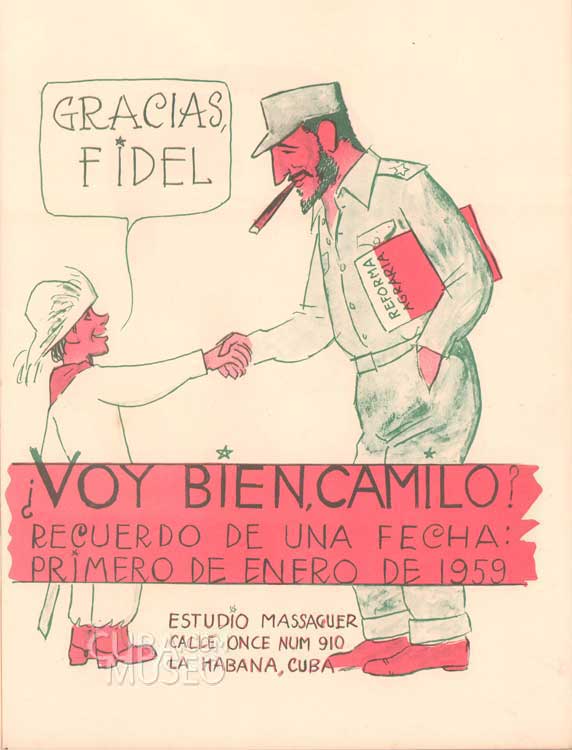 GRACIAS,
FIDEL
REFORMA
AGRARIA
¿VOY BIEN, CAMILO?
RECUERDO DE UNA FECHA:
PRIMERO DE ENERO DE 1959
ESTUDIO MASSAGUER
CALLE ONCE NUM 910
LA HABANA, CUBA